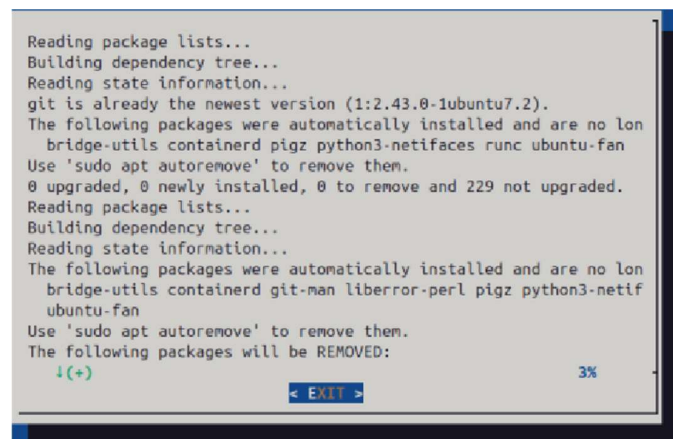 Reading package lists...
Building dependency tree...
Reading state information...
git is already the newest version (1:2.43.0-1ubuntu7.2).
The following packages were automatically installed and are no lon
bridge-utils containerd pigz python3-netifaces runc ubuntu-fan
Use 'sudo apt autoremove' to remove them.
0 upgraded, 0 newly installed, 0 to remove and 229 not upgraded.
Reading package lists...
Building dependency tree...
Reading state information...
The following packages were automatically installed and are no lon
bridge-utils containerd git-man liberror-perl pigz python3-netif
ubuntu-fan
Use 'sudo apt autoremove' to remove them.
The following packages will be REMOVED:
↓(+) 3%
< EXIT >